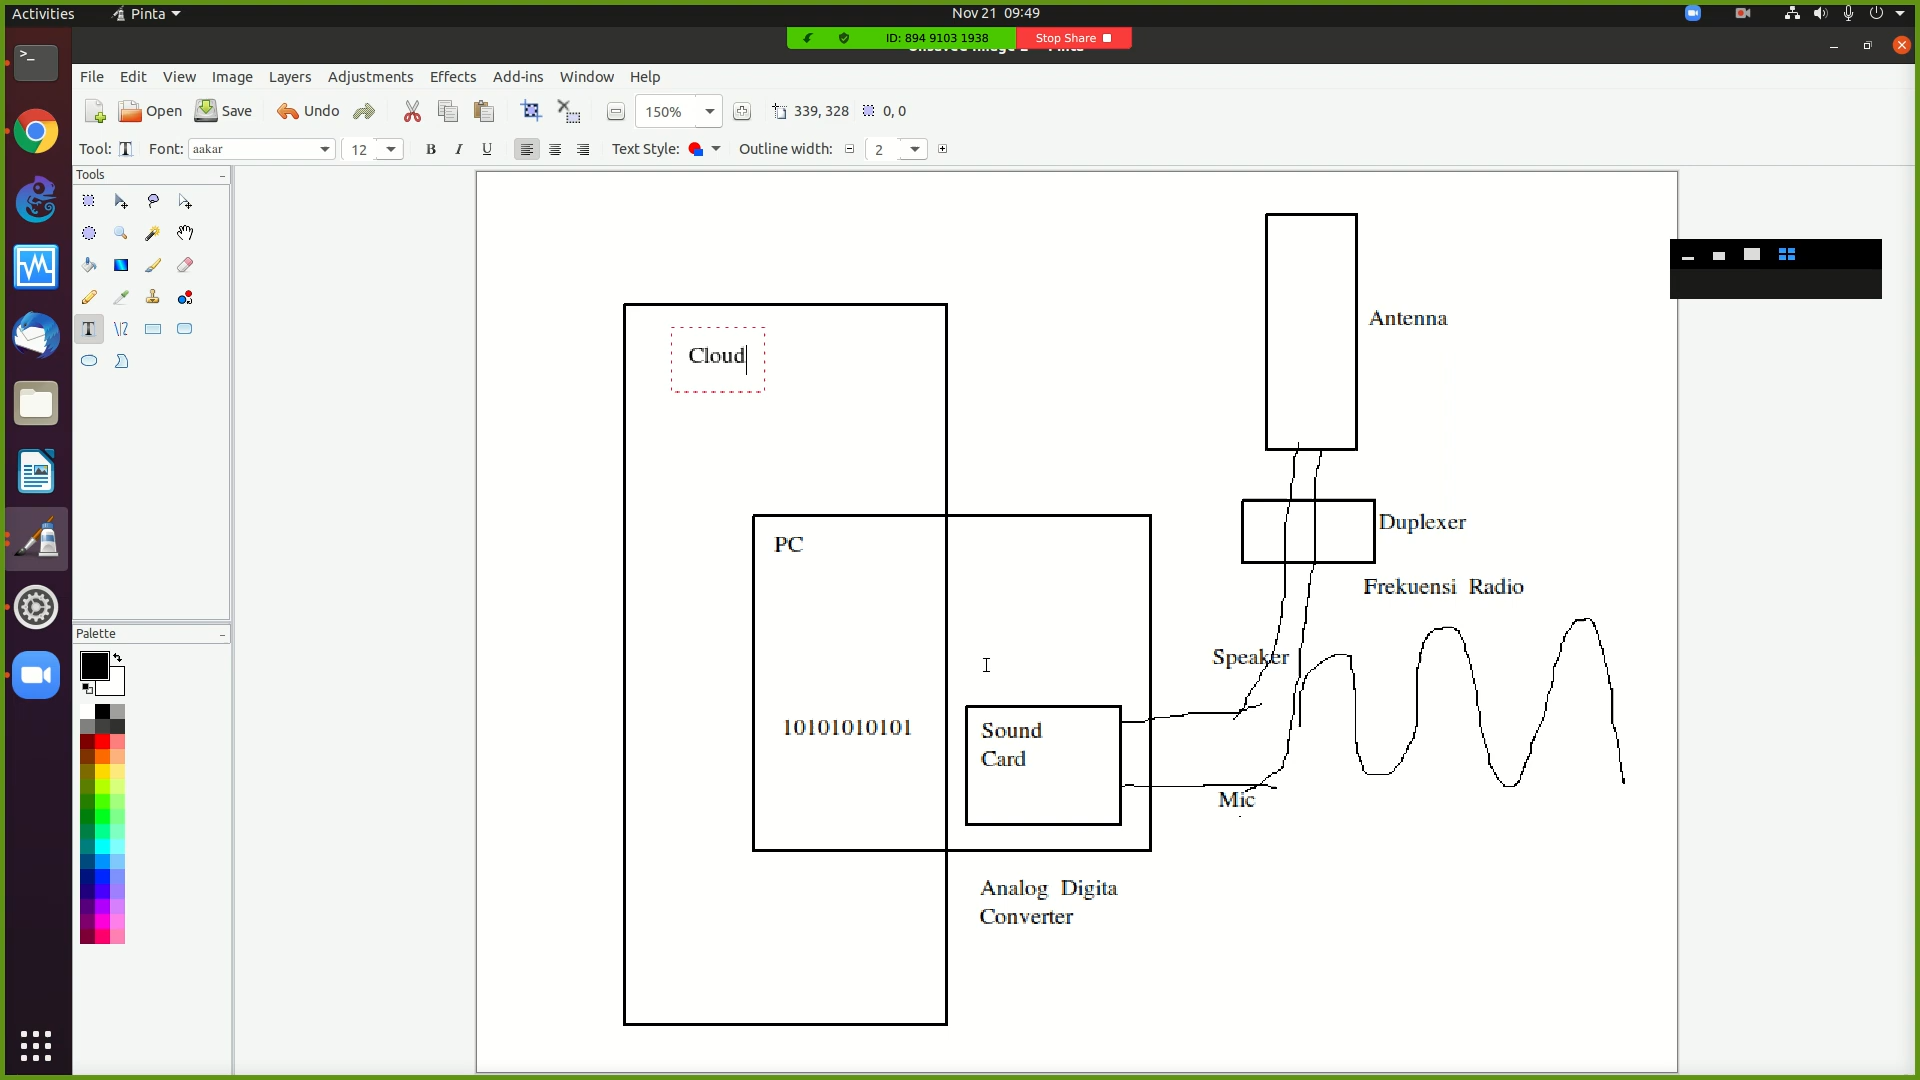 Activities
Pinta
Nov 21 09:49
ID: 894 9103 1938
Stop Share
File Edit View Image Layers Adjustments Effects Add-ins Window Help
Open Save Undo 150% 339, 328 0, 0
Tool: Font: aakar 12 B I U Text Style: Outline width: 2
Tools
Palette
Cloud
Antenna
PC
Duplexer
Frekuensi Radio
Speaker
10101010101
Sound
Card
Mic
Analog Digita
Converter